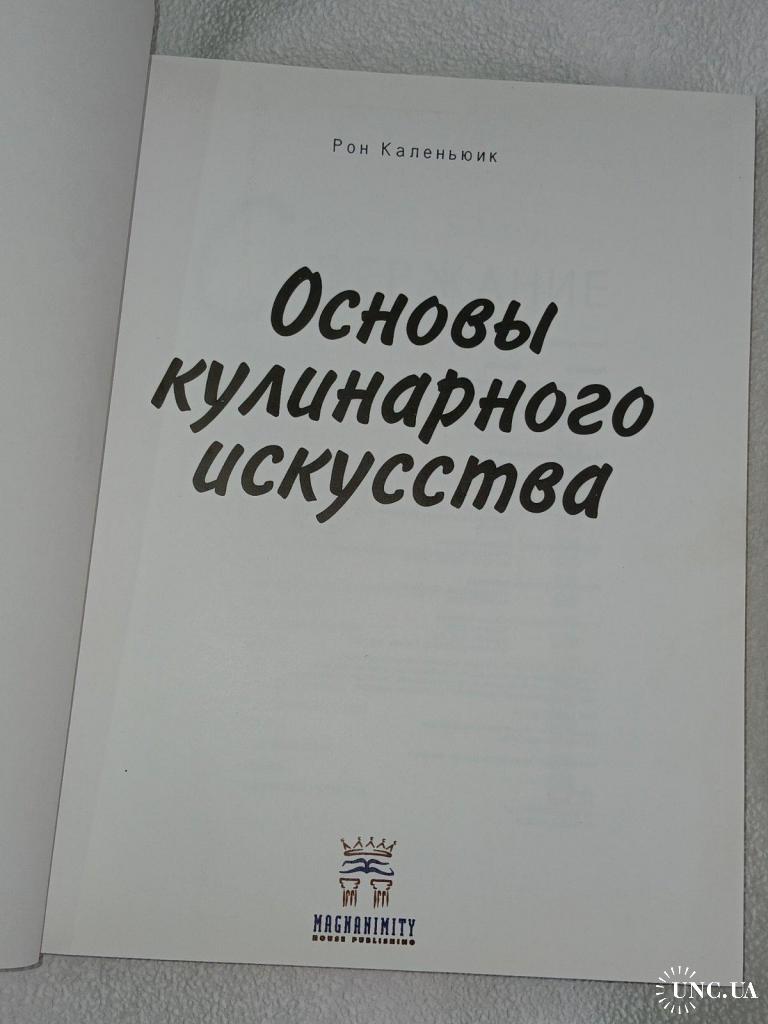 Рон Каленьюик
Основы
кулинарного
искусства
MAGNANIMITY
HOUSE PUBLISHING
UNC.UA